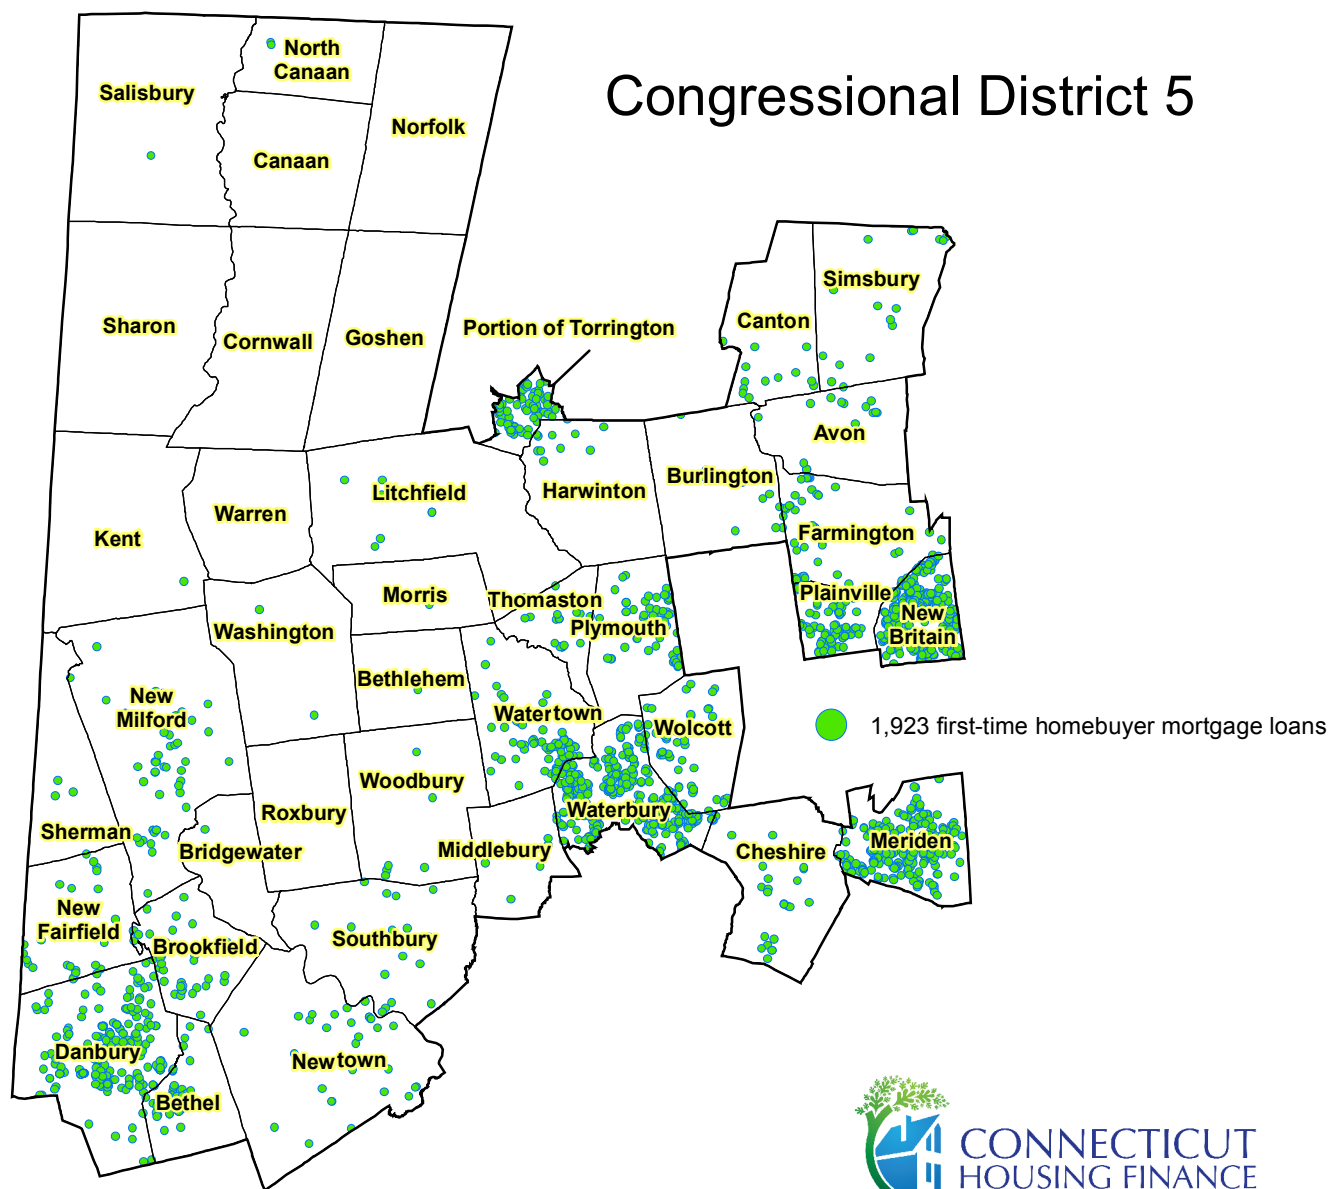 Congressional District 5
North
Canaan
Salisbury
Norfolk
Canaan
Simsbury
Sharon
Portion of Torrington
Canton
Cornwall
Goshen
Avon
Burlington
Litchfield
Harwinton
Warren
Kent
Farmington
Morris
Thomaston
Plainville
New
Britain
Washington
Plymouth
Bethlehem
New
Milford
Watertown
Wolcott
1,923 first-time homebuyer mortgage loans
Woodbury
Roxbury
Waterbury
Sherman
Bridgewater
Middlebury
Cheshire
Meriden
New
Fairfield
Brookfield
Southbury
Danbury
Newtown
Bethel
CONNECTICUT
HOUSING FINANCE